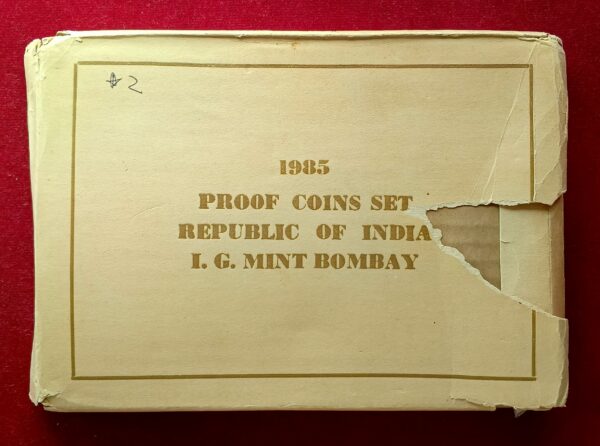 2
1985
PROOF COINS SET
REPUBLIC OF INDIA
I. G. MINT BOMBAY